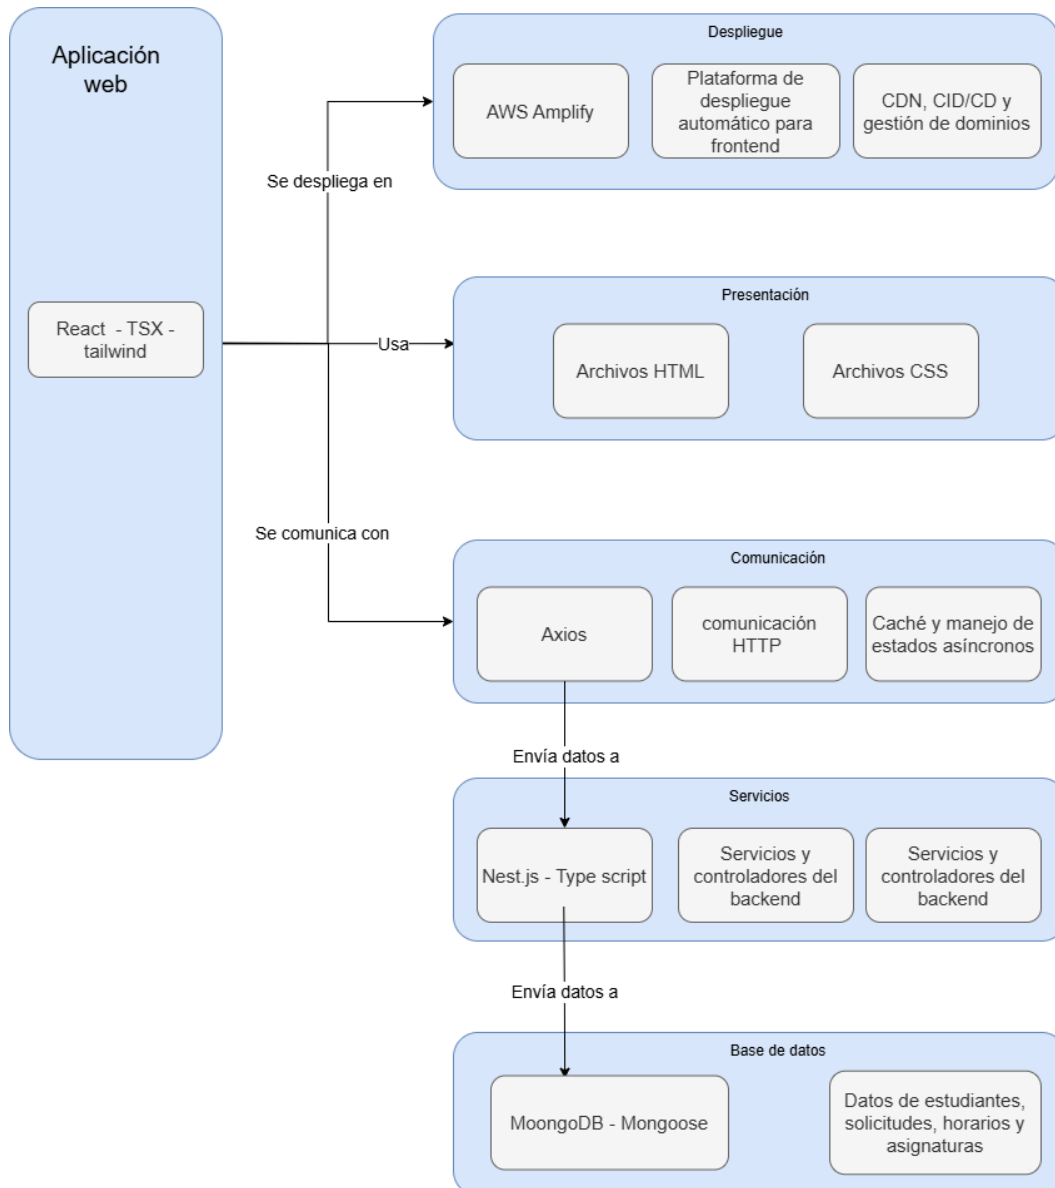 Aplicación
web
React - TSX -
tailwind
Se despliega en
Usa
Se comunica con
Despliegue
AWS Amplify
Plataforma de
despliegue
automático para
frontend
CDN, CID/CD y
gestión de dominios
Presentación
Archivos HTML
Archivos CSS
Comunicación
Axios
comunicación
HTTP
Caché y manejo de
estados asíncronos
Envía datos a
Servicios
Nest.js - Type script
Servicios y
controladores del
backend
Servicios y
controladores del
backend
Envía datos a
Base de datos
MoongoDB - Mongoose
Datos de estudiantes,
solicitudes, horarios y
asignaturas